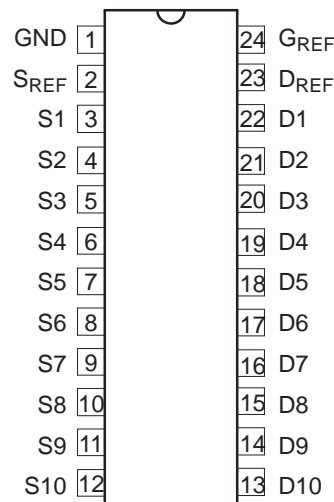 GND 1 24 GREF
SREF 2 23 DREF
S1 3 22 D1
S2 4 21 D2
S3 5 20 D3
S4 6 19 D4
S5 7 18 D5
S6 8 17 D6
S7 9 16 D7
S8 10 15 D8
S9 11 14 D9
S10 12 13 D10